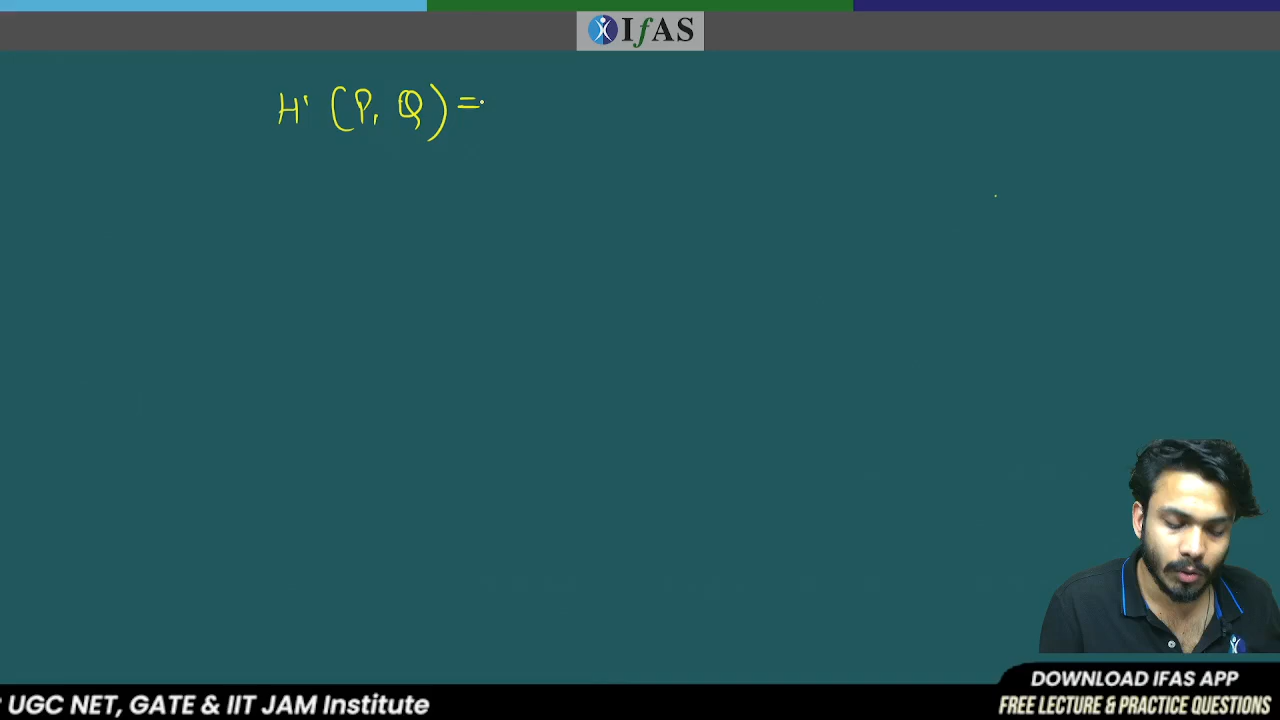 IfAS
H' (P, Q) =
DOWNLOAD IFAS APP
UGC NET, GATE & IIT JAM Institute
FREE LECTURE & PRACTICE QUESTIONS